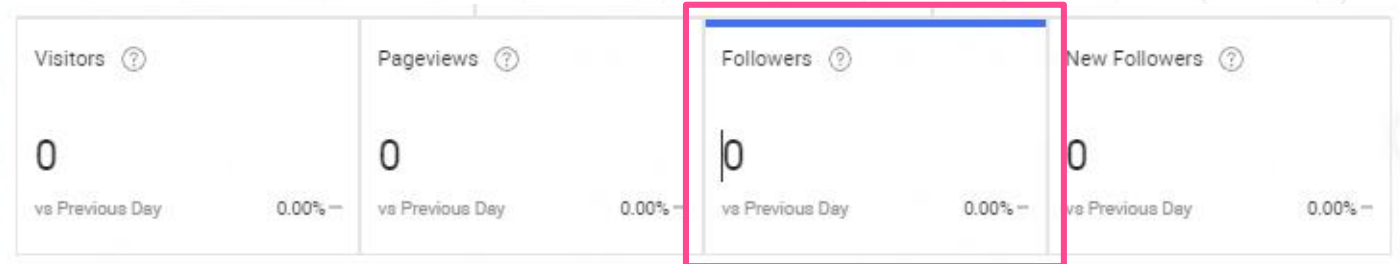 Visitors ? Pageviews ? Followers ? New Followers ?
0 0 0 0
vs Previous Day 0.00% – vs Previous Day 0.00% – vs Previous Day 0.00% – vs Previous Day 0.00% –